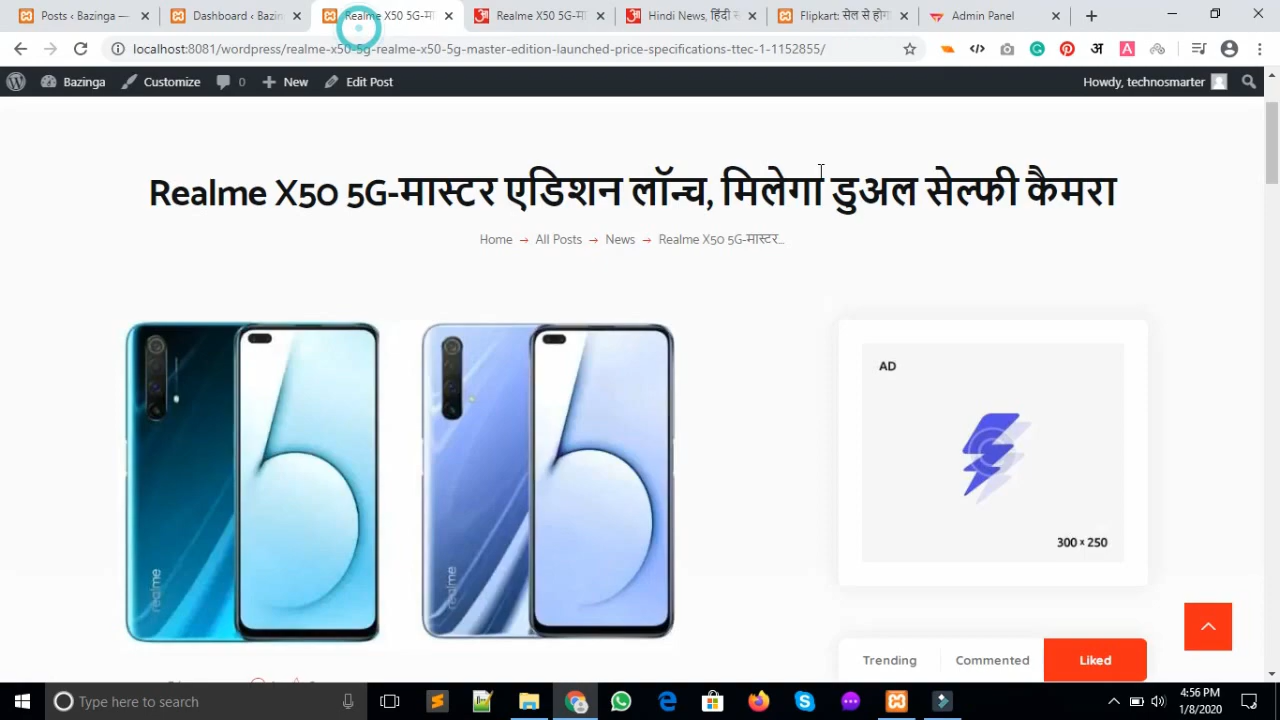 Posts ‹ Bazinga —
Dashboard ‹ Bazin
Realme X50 5G-मा
Realme X50 5G-मा
Hindi News, हिंदी
Flipkart: सेल से होगा
Admin Panel
localhost:8081/wordpress/realme-x50-5g-realme-x50-5g-master-edition-launched-price-specifications-ttec-1-1152855/
Bazinga
Customize
0
New
Edit Post
Howdy, technosmarter
Realme X50 5G-मास्टर एडिशन लॉन्च, मिलेगा डुअल सेल्फी कैमरा
Home → All Posts → News → Realme X50 5G-मास्टर...
realme
realme
AD
300 x 250
Trending
Commented
Liked
Type here to search
4:56 PM
1/8/2020